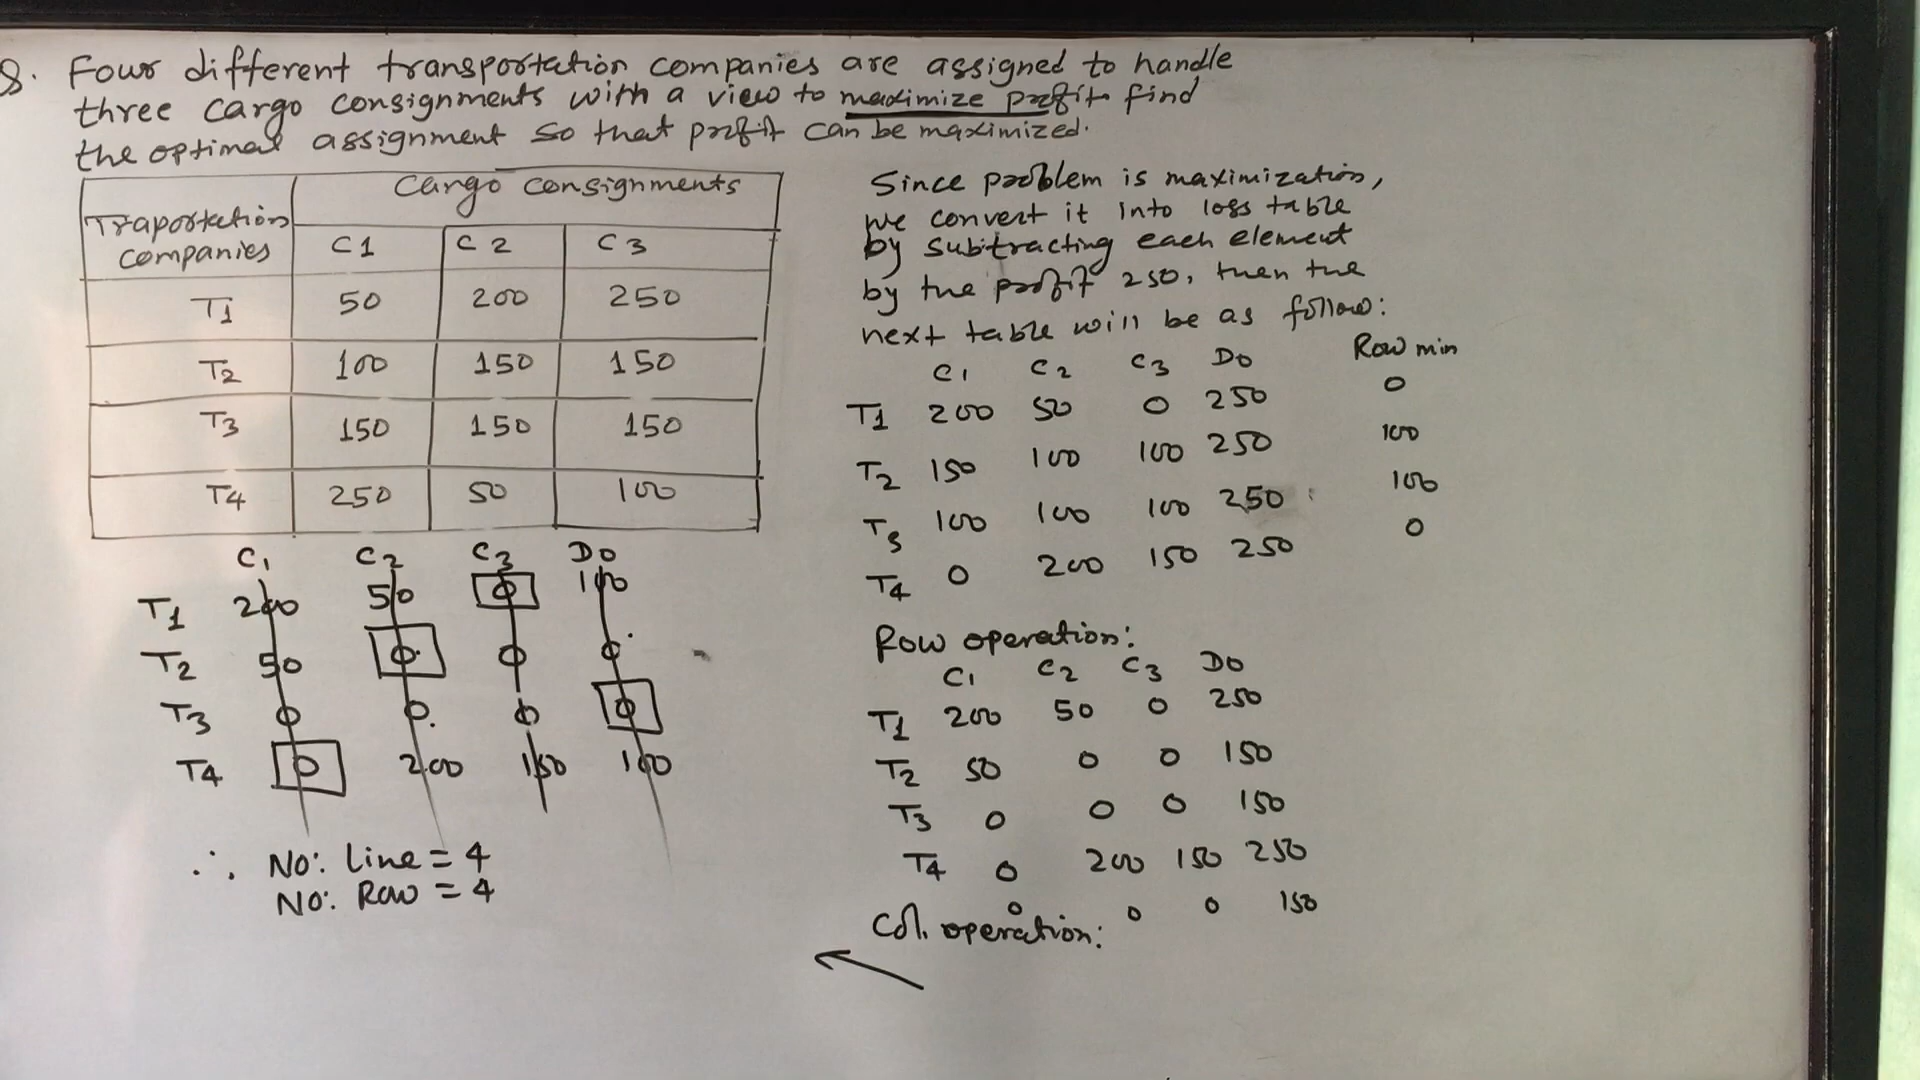 8. Four different transportation companies are assigned to handle
three cargo consignments with a view to maximize profit find
the optimal assignment so that profit can be maximized.
Traportation companies Cargo consignments
C1 C2 C3
T1 50 200 250
T2 100 150 150
T3 150 150 150
T4 250 50 100
C1 C2 C3 D0
T1 200 50 0 100
T2 50 0 0 0
T3 0 0 0 0
T4 0 200 150 100
∴ No: Line = 4
No: Row = 4
Since problem is maximization,
we convert it into loss table
by subtracting each element
by the profit 250, then the
next table will be as follow:
C1 C2 C3 D0 Row min
T1 200 50 0 250 0
T2 150 100 100 250 100
T3 100 100 100 250 100
T4 0 200 150 250 0
Row operation:
C1 C2 C3 D0
T1 200 50 0 250
T2 50 0 0 150
T3 0 0 0 150
T4 0 200 150 250
0 0 0 150
Col. operation: